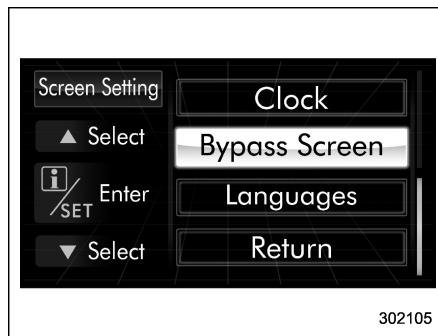 Screen Setting
▲ Select
i/SET Enter
▼ Select
Clock
Bypass Screen
Languages
Return
302105